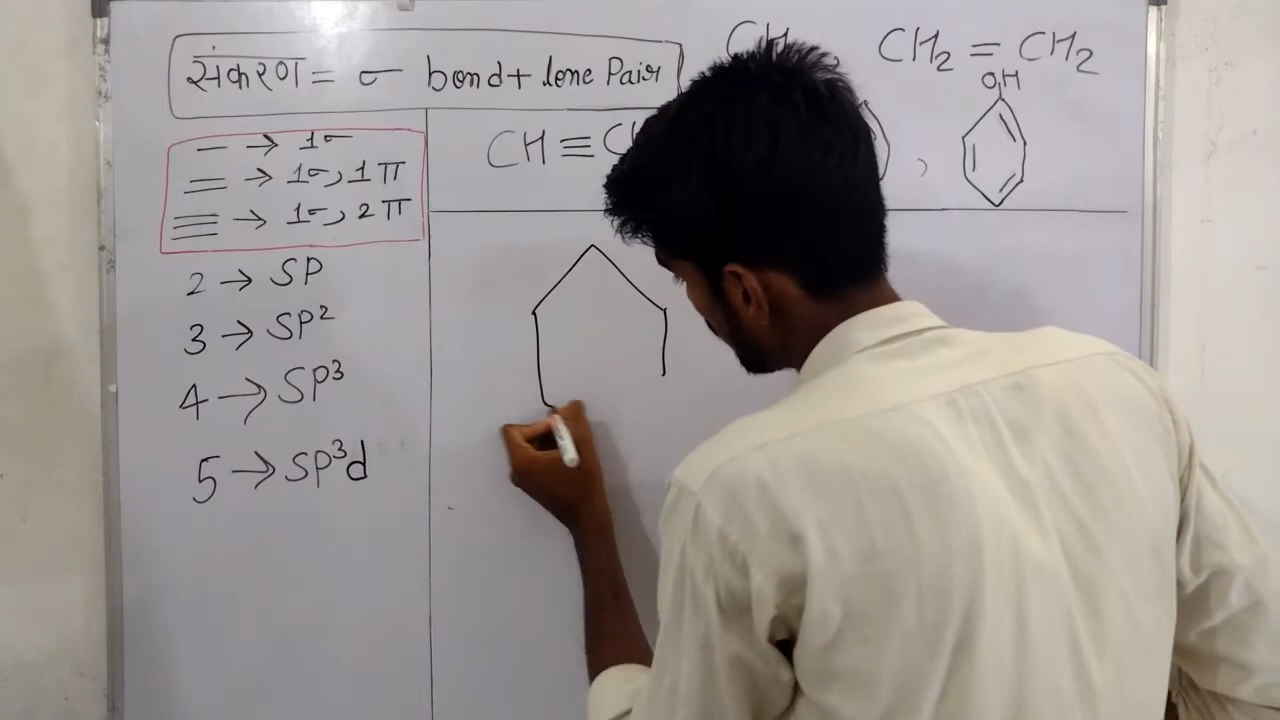 संकरण = σ bond + lone Pair
CH
CH₂ = CH₂
OH
— → 1σ
= → 1σ, 1π
≡ → 1σ, 2π
CH ≡ C
,
2 → SP
3 → SP²
4 → SP³
5 → SP³d